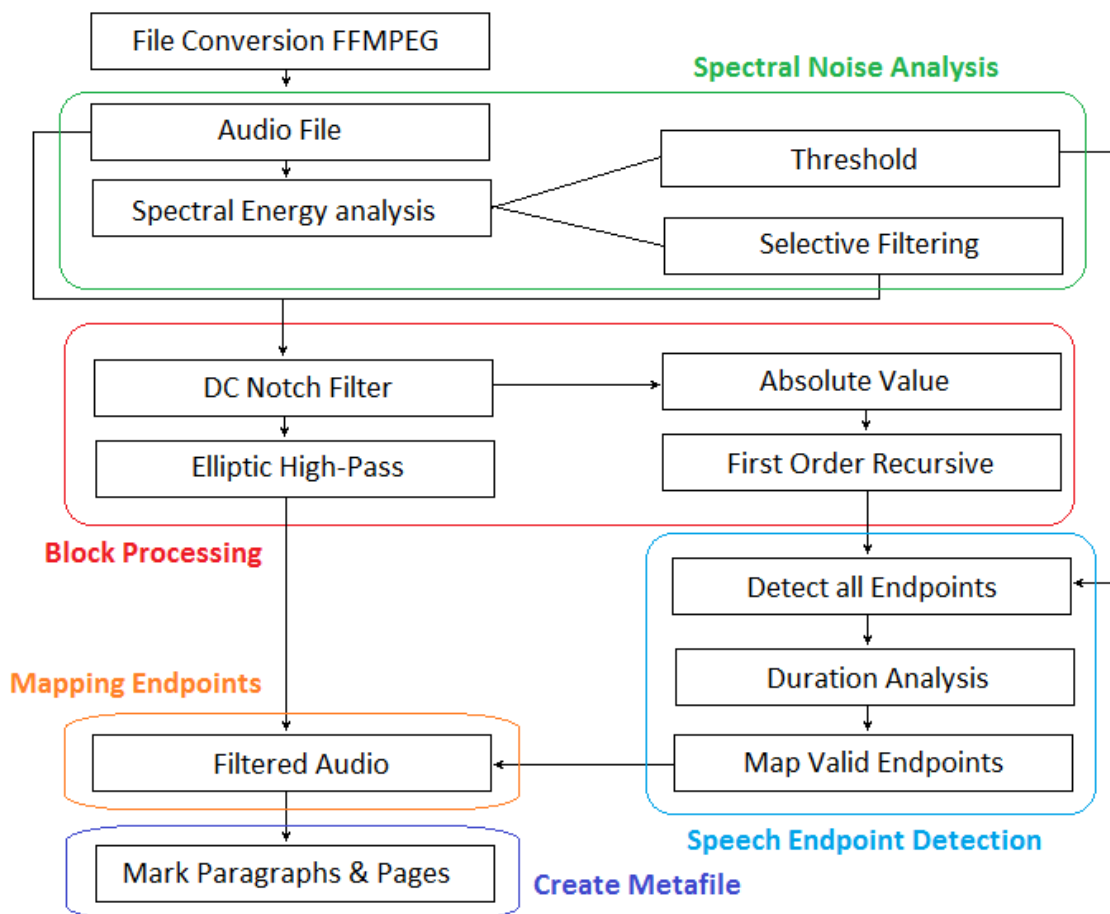 File Conversion FFMPEG
Spectral Noise Analysis
Audio File
Threshold
Spectral Energy analysis
Selective Filtering
DC Notch Filter
Absolute Value
Elliptic High-Pass
First Order Recursive
Block Processing
Detect all Endpoints
Duration Analysis
Mapping Endpoints
Filtered Audio
Map Valid Endpoints
Speech Endpoint Detection
Mark Paragraphs & Pages
Create Metafile